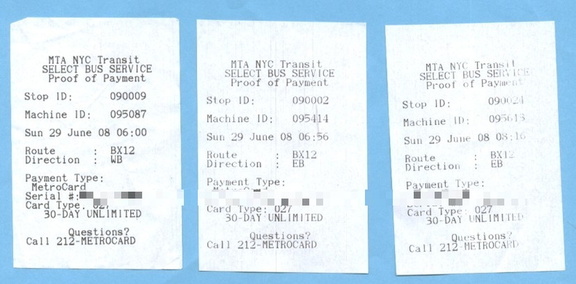 MTA NYC Transit
SELECT BUS SERVICE
Proof of Payment
Stop ID: 090009
Machine ID: 095087
Sun 29 June 08 06:00
Route : BX12
Direction : WB
Payment Type:
MetroCard
Serial #:
Card Type: 027
30-DAY UNLIMITED
Questions?
Call 212-METROCARD
MTA NYC Transit
SELECT BUS SERVICE
Proof of Payment
Stop ID: 090002
Machine ID: 095414
Sun 29 June 08 06:56
Route : BX12
Direction : EB
Payment Type:
Card Type: 027
30-DAY UNLIMITED
Questions?
Call 212-METROCARD
MTA NYC Transit
SELECT BUS SERVICE
Proof of Payment
Stop ID: 090024
Machine ID:
Sun 29 June 08 08:16
Route : BX12
Direction : EB
Payment Type:
Card Type: 027
30-DAY UNLIMITED
Questions?
Call 212-METROCARD